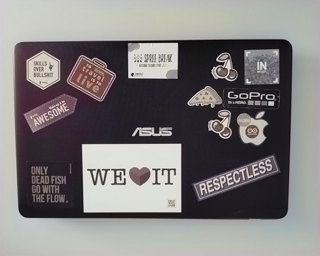 SKILLS
OVER
BULLSHIT
travel
to
live
SPRING BREAK
IN
GoPro
AWESOME
ASUS
WE IT
ONLY
DEAD FISH
GO WITH
THE FLOW.
RESPECTLESS